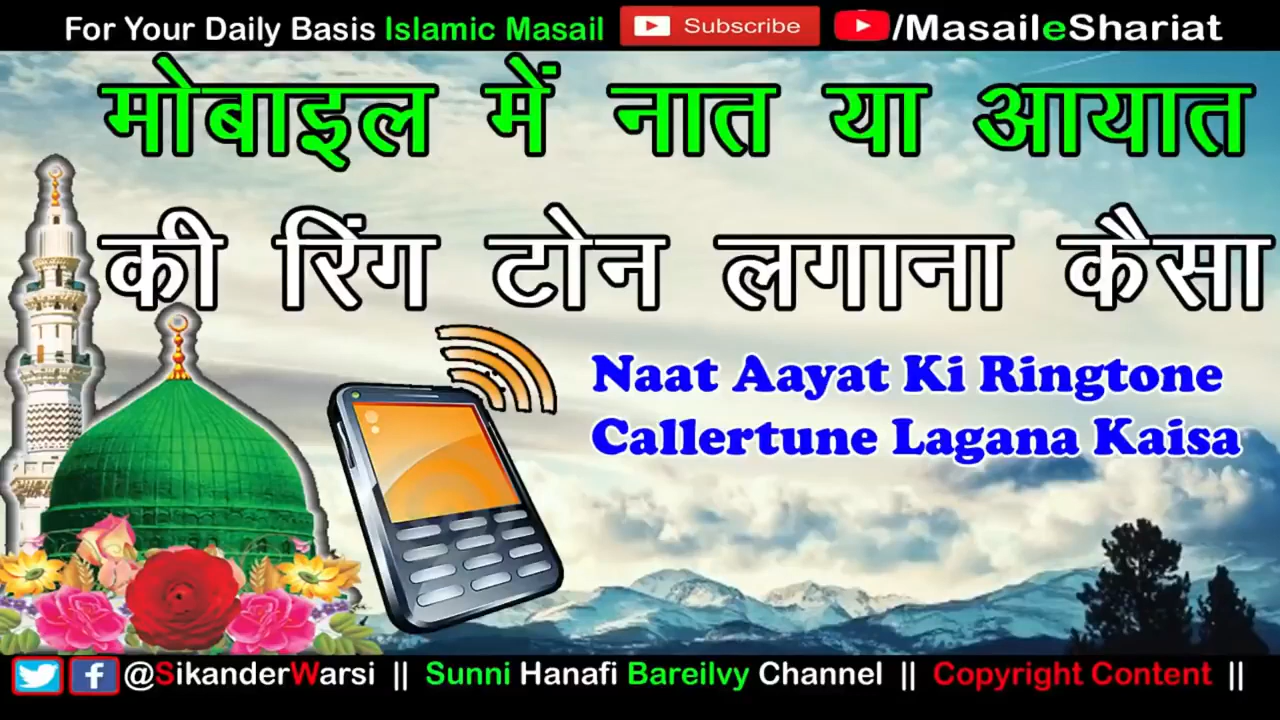 For Your Daily Basis Islamic Masail Subscribe /MasaileShariat
मोबाइल में नात या आयात
की रिंग टोन लगाना कैसा
Naat Aayat Ki Ringtone
Callertune Lagana Kaisa
@SikanderWarsi || Sunni Hanafi Bareilvy Channel || Copyright Content ||